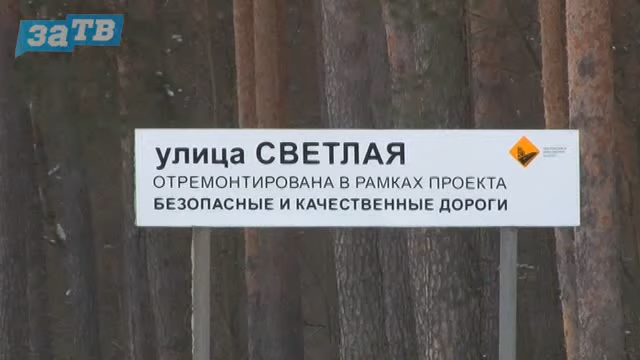 заТВ
улица СВЕТЛАЯ
ОТРЕМОНТИРОВАНА В РАМКАХ ПРОЕКТА
БЕЗОПАСНЫЕ И КАЧЕСТВЕННЫЕ ДОРОГИ